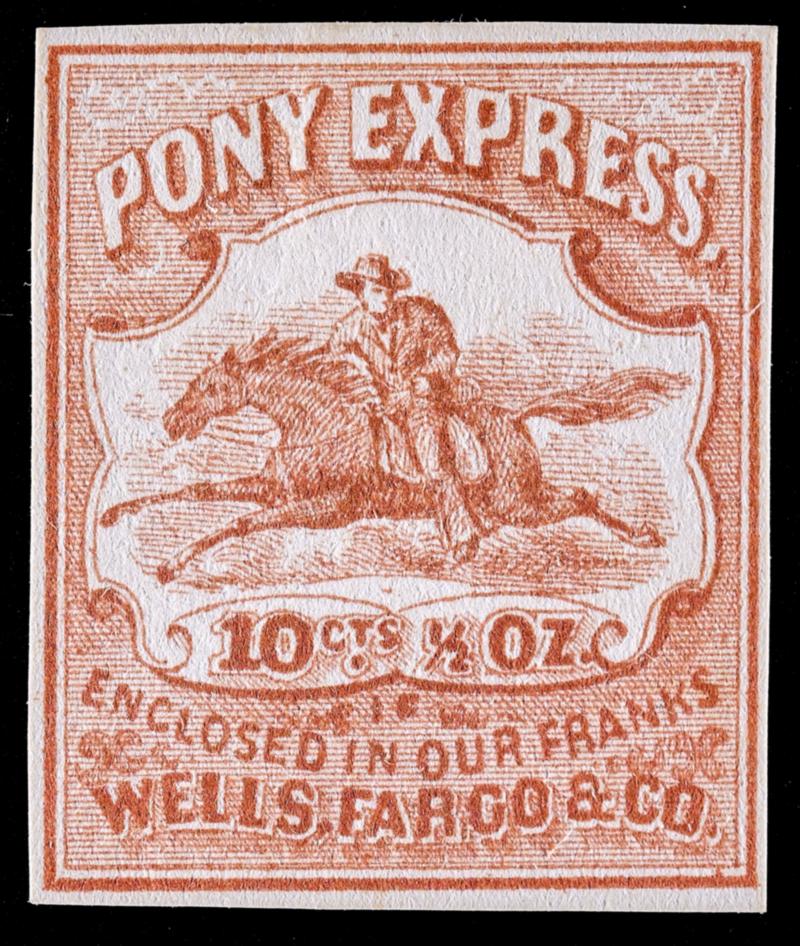 PONY EXPRESS.
10 CTS ½ OZ.
ENCLOSED IN OUR FRANKS
WELLS, FARGO & CO.